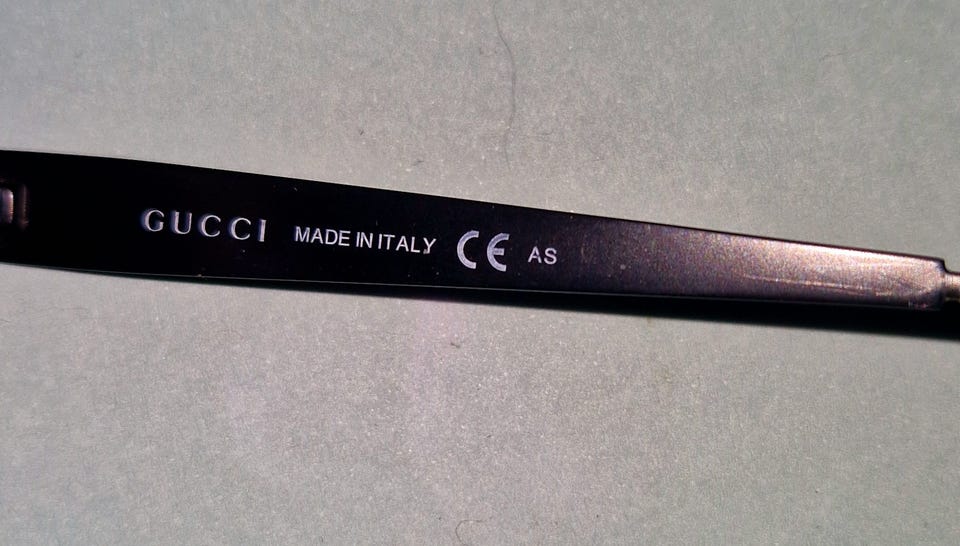 GUCCI MADE IN ITALY CE AS